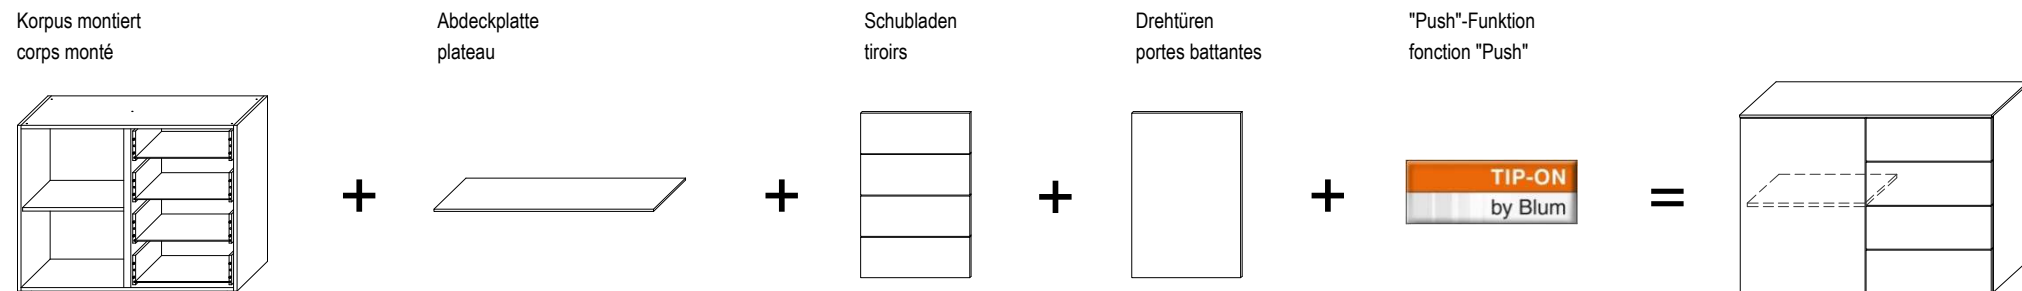 Korpus montiert
corps monté
Abdeckplatte
plateau
Schubladen
tiroirs
Drehtüren
portes battantes
"Push"-Funktion
fonction "Push"
+
+
+
+
TIP-ON
by Blum
=